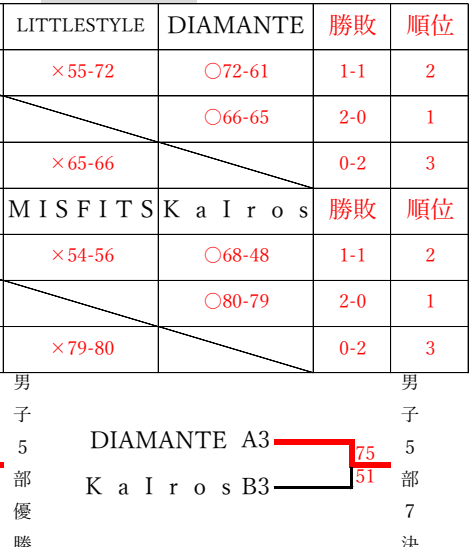 LITTLESTYLE DIAMANTE 勝敗 順位
×55-72 ○72-61 1-1 2
○66-65 2-0 1
×65-66 0-2 3
MISFITS KaIros 勝敗 順位
×54-56 ○68-48 1-1 2
○80-79 2-0 1
×79-80 0-2 3
男子5部優勝
DIAMANTE A3
75
51
KaIros B3
男子5部7決